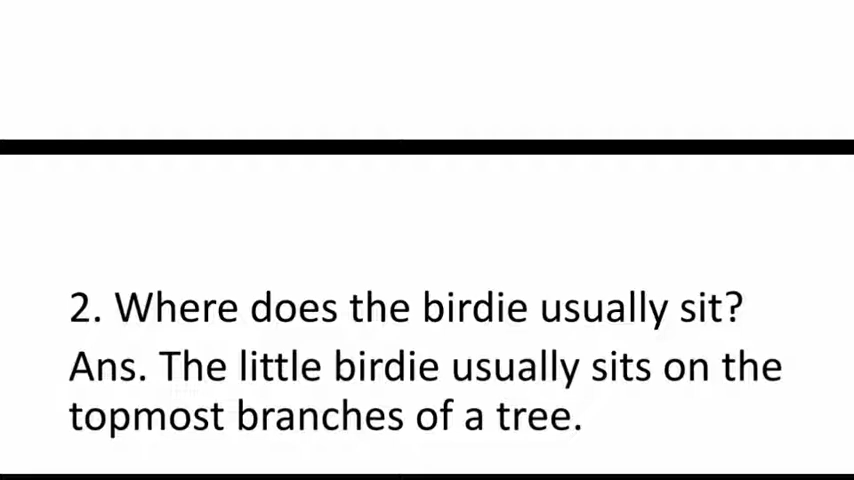 2. Where does the birdie usually sit?
Ans. The little birdie usually sits on the
topmost branches of a tree.